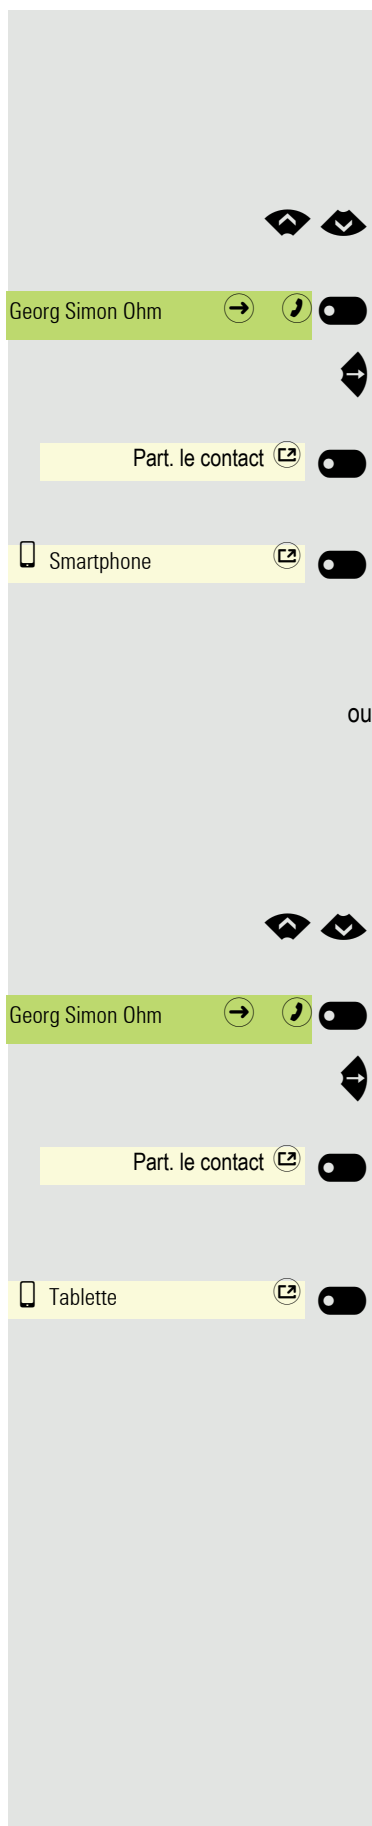 Georg Simon Ohm
Part. le contact
Smartphone
ou
Georg Simon Ohm
Part. le contact
Tablette